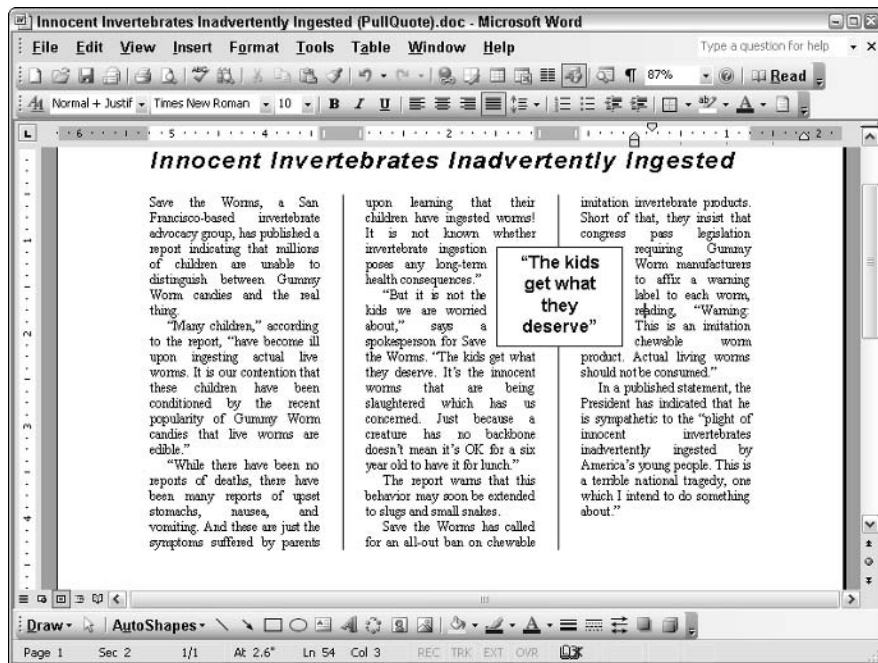 Innocent Invertebrates Inadvertently Ingested (PullQuote).doc - Microsoft Word
File Edit View Insert Format Tools Table Window Help Type a question for help
87% Read
Normal + Justif Times New Roman 10 B I U
6 5 4 2 1 2
Innocent Invertebrates Inadvertently Ingested
Save the Worms, a San
Francisco-based invertebrate
advocacy group, has published a
report indicating that millions
of children are unable to
distinguish between Gummy
Worm candies and the real
thing.
"Many children," according
to the report, "have become ill
upon ingesting actual live
worms. It is our contention that
these children have been
conditioned by the recent
popularity of Gummy Worm
candies that live worms are
edible."
"While there have been no
reports of deaths, there have
been many reports of upset
stomachs, nausea, and
vomiting. And these are just the
symptoms suffered by parents
upon learning that their
children have ingested worms!
It is not known whether
invertebrate ingestion
poses any long-term
health consequences."
"But it is not the
kids we are worried
about," says a
spokesperson for Save
the Worms. "The kids get what
they deserve. It's the innocent
worms that are being
slaughtered which has us
concerned. Just because a
creature has no backbone
doesn't mean it's OK for a six
year old to have it for lunch."
The report warns that this
behavior may soon be extended
to slugs and small snakes.
Save the Worms has called
for an all-out ban on chewable
"The kids
get what
they
deserve"
imitation invertebrate products.
Short of that, they insist that
congress pass legislation
requiring Gummy
Worm manufacturers
to affix a warning
label to each worm,
reading, "Warning:
This is an imitation
chewable worm
product. Actual living worms
should not be consumed."
In a published statement, the
President has indicated that he
is sympathetic to the "plight of
innocent invertebrates
inadvertently ingested by
America's young people. This is
a terrible national tragedy, one
which I intend to do something
about."
Draw AutoShapes
Page 1 Sec 2 1/1 At 2.6" Ln 54 Col 3 REC TRK EXT OVR